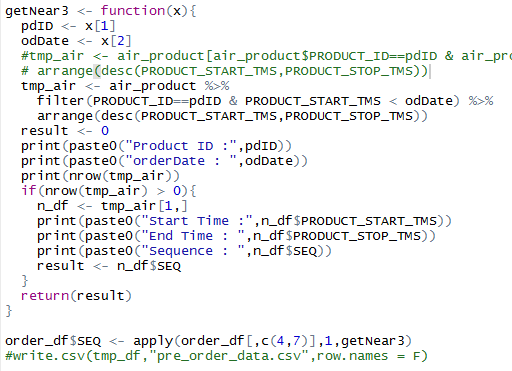 getNear3 <- function(x){
  pdID <- x[1]
  odDate <- x[2]
  #tmp_air <- air_product[air_product$PRODUCT_ID==pdID & air_pro
  # arrange(desc(PRODUCT_START_TMS,PRODUCT_STOP_TMS))
  tmp_air <- air_product %>%
    filter(PRODUCT_ID==pdID & PRODUCT_START_TMS < odDate) %>%
    arrange(desc(PRODUCT_START_TMS,PRODUCT_STOP_TMS))
  result <- 0
  print(paste0("Product ID :",pdID))
  print(paste0("orderDate : ",odDate))
  print(nrow(tmp_air))
  if(nrow(tmp_air) > 0){
    n_df <- tmp_air[1,]
    print(paste0("Start Time :",n_df$PRODUCT_START_TMS))
    print(paste0("End Time : ",n_df$PRODUCT_STOP_TMS))
    print(paste0("Sequence : ",n_df$SEQ))
    result <- n_df$SEQ
  }
  return(result)
}

order_df$SEQ <- apply(order_df[,c(4,7)],1,getNear3)
#write.csv(tmp_df,"pre_order_data.csv",row.names = F)